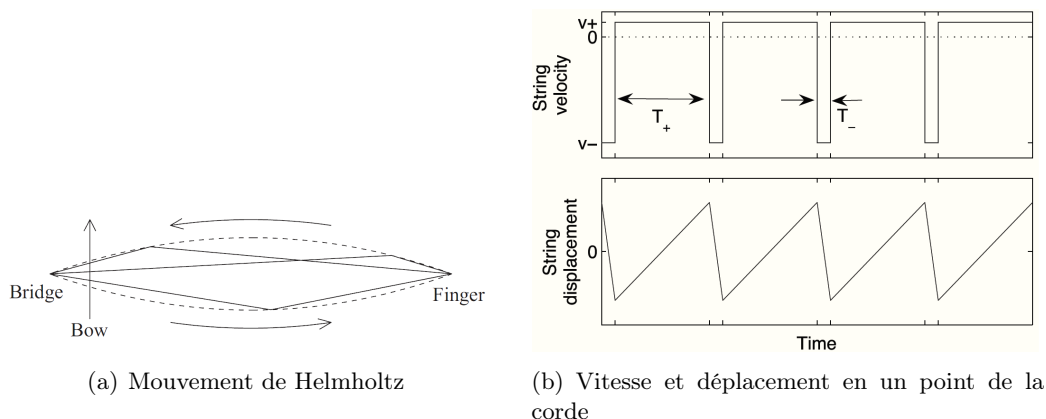 Bridge
Bow
Finger
(a) Mouvement de Helmholtz
v+
0
v−
String
velocity
T+
T−
0
String
displacement
Time
(b) Vitesse et déplacement en un point de la
corde